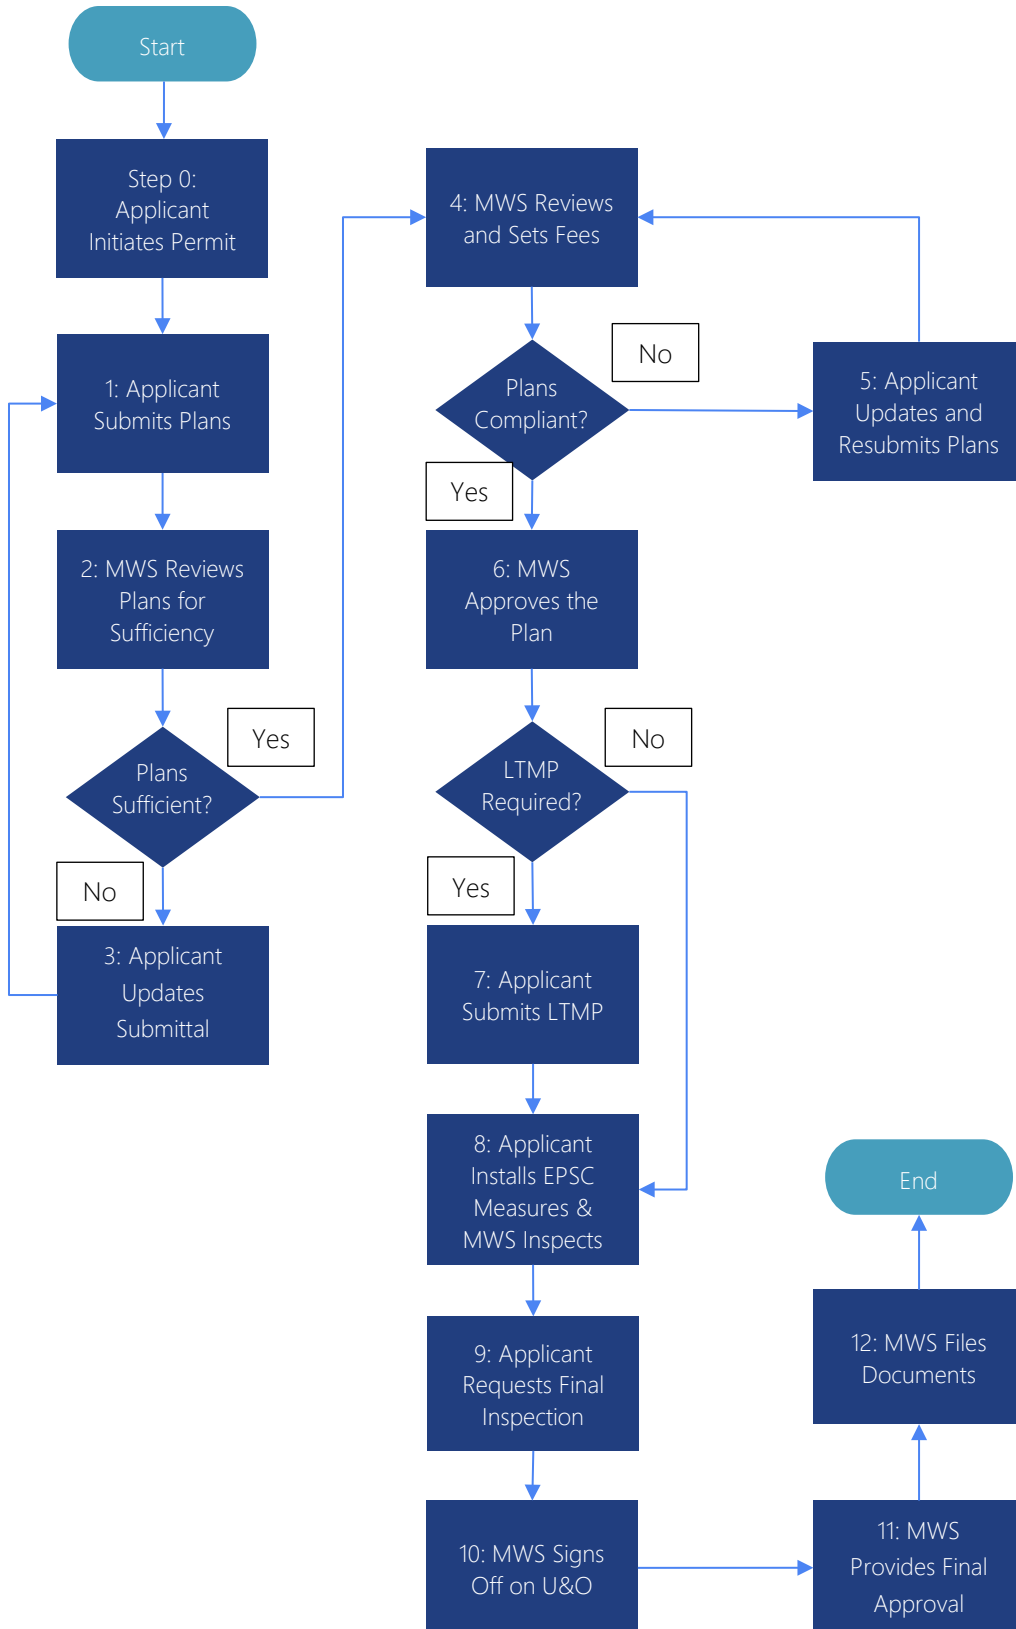 Start
Step 0:
Applicant
Initiates Permit
1: Applicant
Submits Plans
2: MWS Reviews
Plans for
Sufficiency
Plans
Sufficient?
Yes
No
3: Applicant
Updates
Submittal
4: MWS Reviews
and Sets Fees
Plans
Compliant?
No
Yes
5: Applicant
Updates and
Resubmits Plans
6: MWS
Approves the
Plan
LTMP
Required?
No
Yes
7: Applicant
Submits LTMP
8: Applicant
Installs EPSC
Measures &
MWS Inspects
9: Applicant
Requests Final
Inspection
10: MWS Signs
Off on U&O
11: MWS
Provides Final
Approval
12: MWS Files
Documents
End